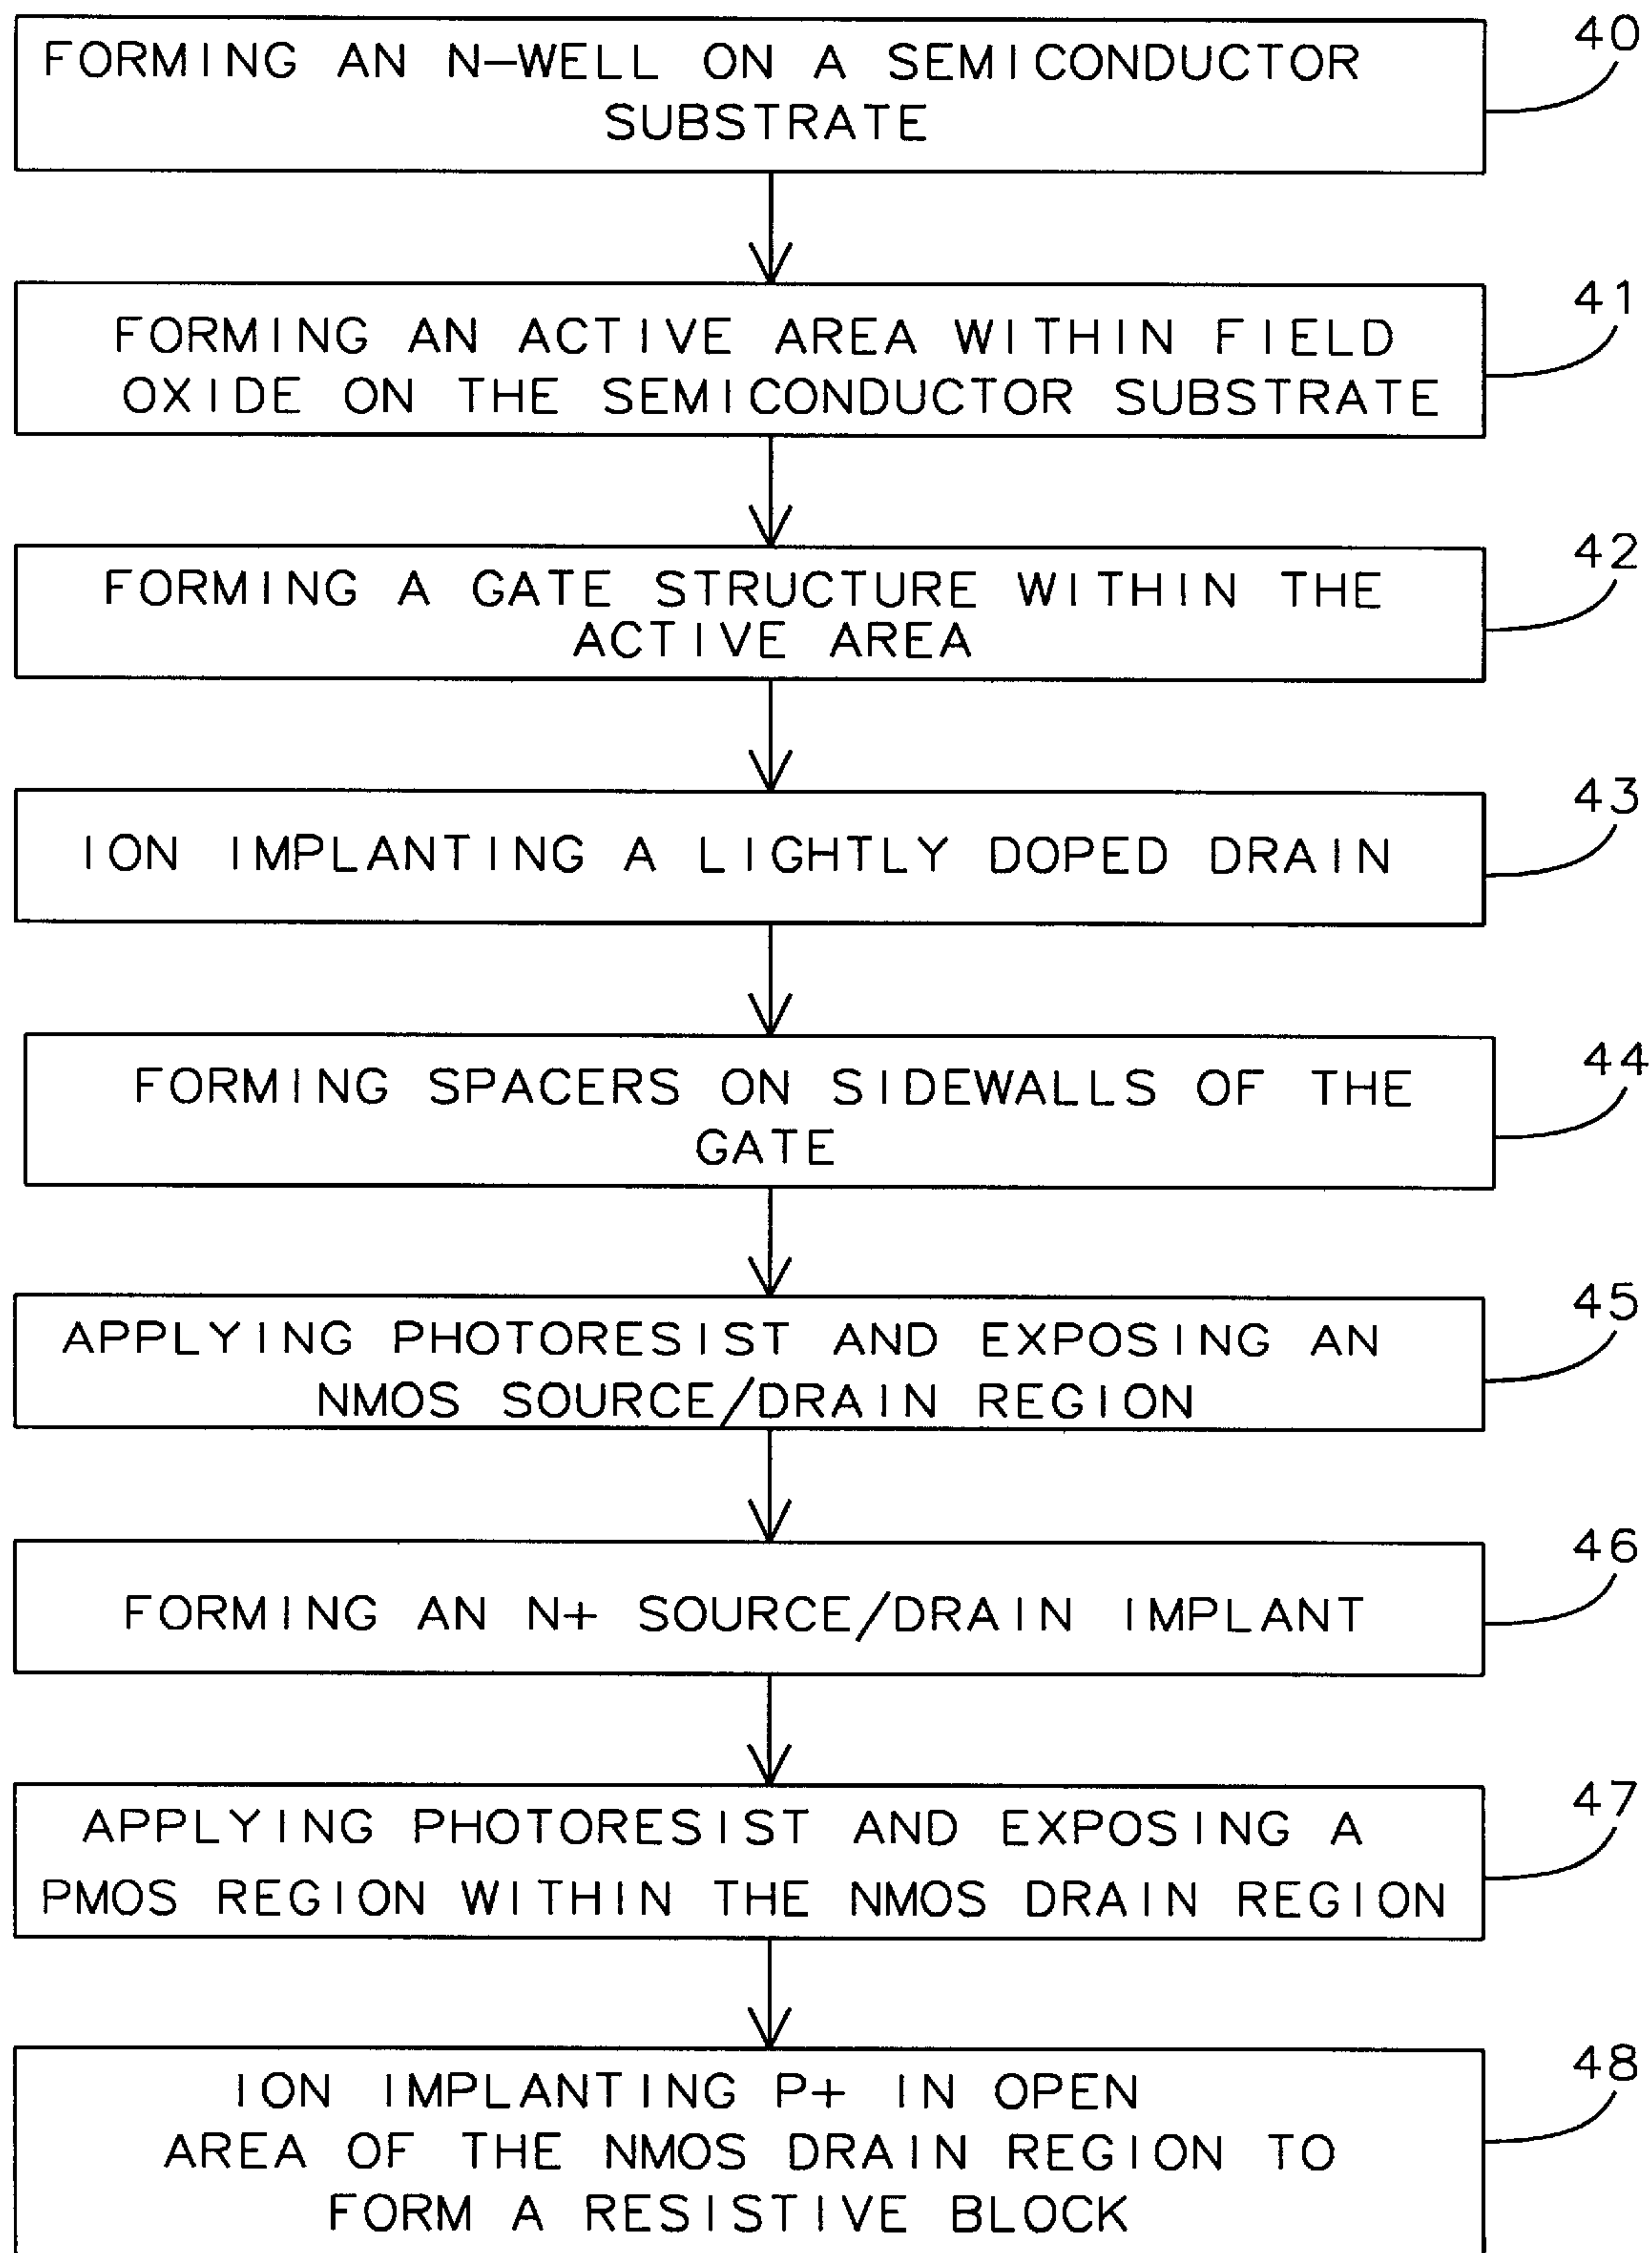 40
FORMING AN N-WELL ON A SEMICONDUCTOR
SUBSTRATE
41
FORMING AN ACTIVE AREA WITHIN FIELD
OXIDE ON THE SEMICONDUCTOR SUBSTRATE
42
FORMING A GATE STRUCTURE WITHIN THE
ACTIVE AREA
43
ION IMPLANTING A LIGHTLY DOPED DRAIN
44
FORMING SPACERS ON SIDEWALLS OF THE
GATE
45
APPLYING PHOTORESIST AND EXPOSING AN
NMOS SOURCE/DRAIN REGION
46
FORMING AN N+ SOURCE/DRAIN IMPLANT
47
APPLYING PHOTORESIST AND EXPOSING A
PMOS REGION WITHIN THE NMOS DRAIN REGION
48
ION IMPLANTING P+ IN OPEN
AREA OF THE NMOS DRAIN REGION TO
FORM A RESISTIVE BLOCK